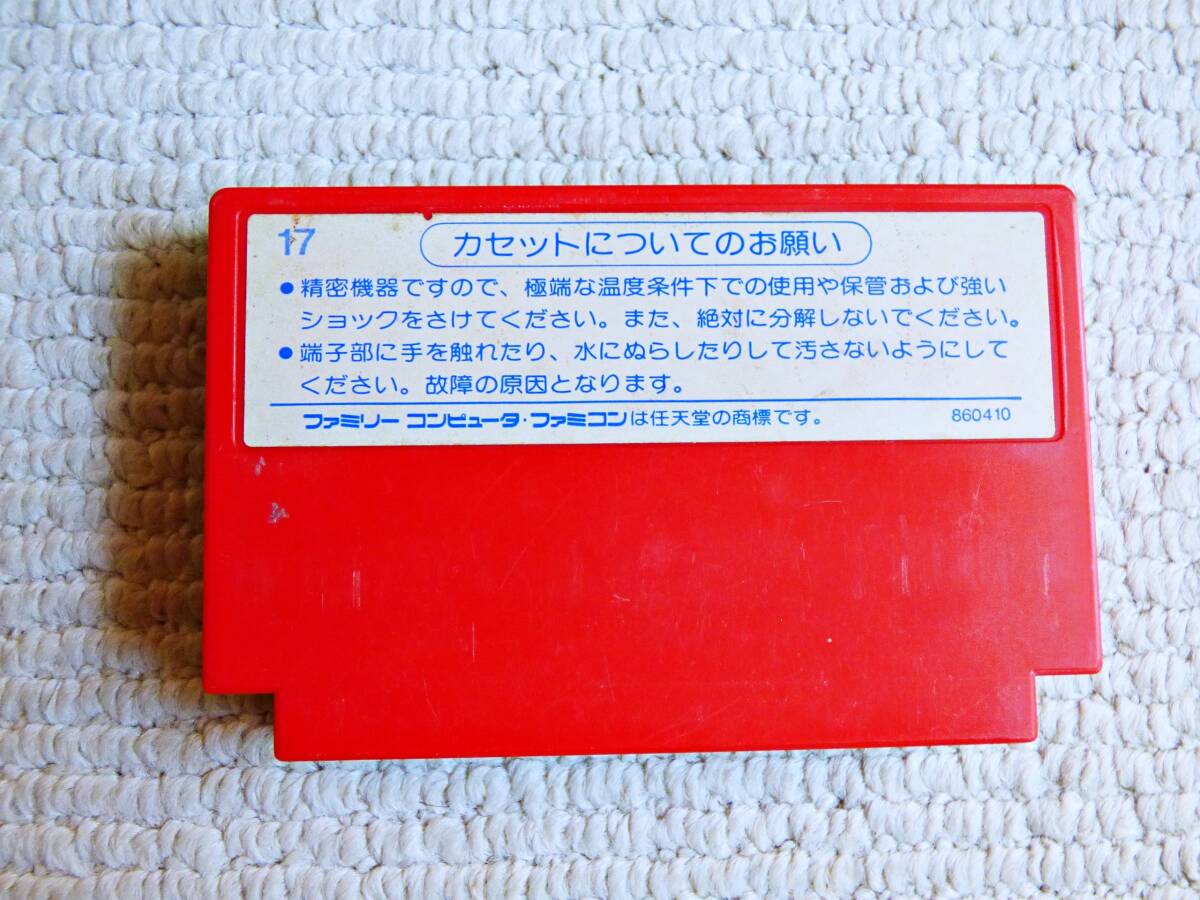 17
カセットについてのお願い
●精密機器ですので、極端な温度条件下での使用や保管および強い
ショックをさけてください。また、絶対に分解しないでください。
●端子部に手を触れたり、水にぬらしたりして汚さないようにして
ください。故障の原因となります。
ファミリーコンピュータ・ファミコンは任天堂の商標です。 860410